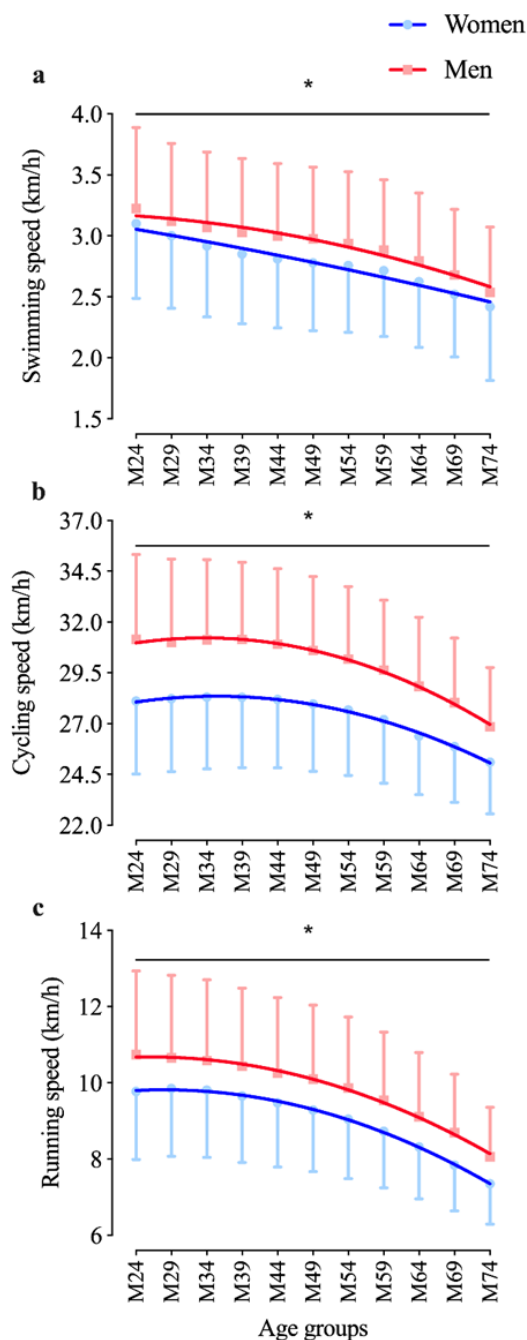 Women
Men
a
*
Swimming speed (km/h)
4.0
3.5
3.0
2.5
2.0
1.5
M24 M29 M34 M39 M44 M49 M54 M59 M64 M69 M74
b
*
Cycling speed (km/h)
37.0
34.5
32.0
29.5
27.0
24.5
22.0
M24 M29 M34 M39 M44 M49 M54 M59 M64 M69 M74
c
*
Running speed (km/h)
14
12
10
8
6
M24 M29 M34 M39 M44 M49 M54 M59 M64 M69 M74
Age groups